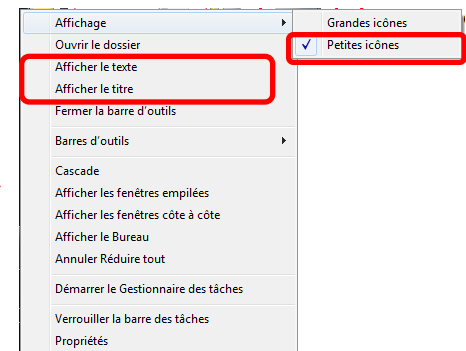 Affichage
Grandes icônes
Petites icônes
Ouvrir le dossier
Afficher le texte
Afficher le titre
Fermer la barre d'outils
Barres d'outils
Cascade
Afficher les fenêtres empilées
Afficher les fenêtres côte à côte
Afficher le Bureau
Annuler Réduire tout
Démarrer le Gestionnaire des tâches
Verrouiller la barre des tâches
Propriétés